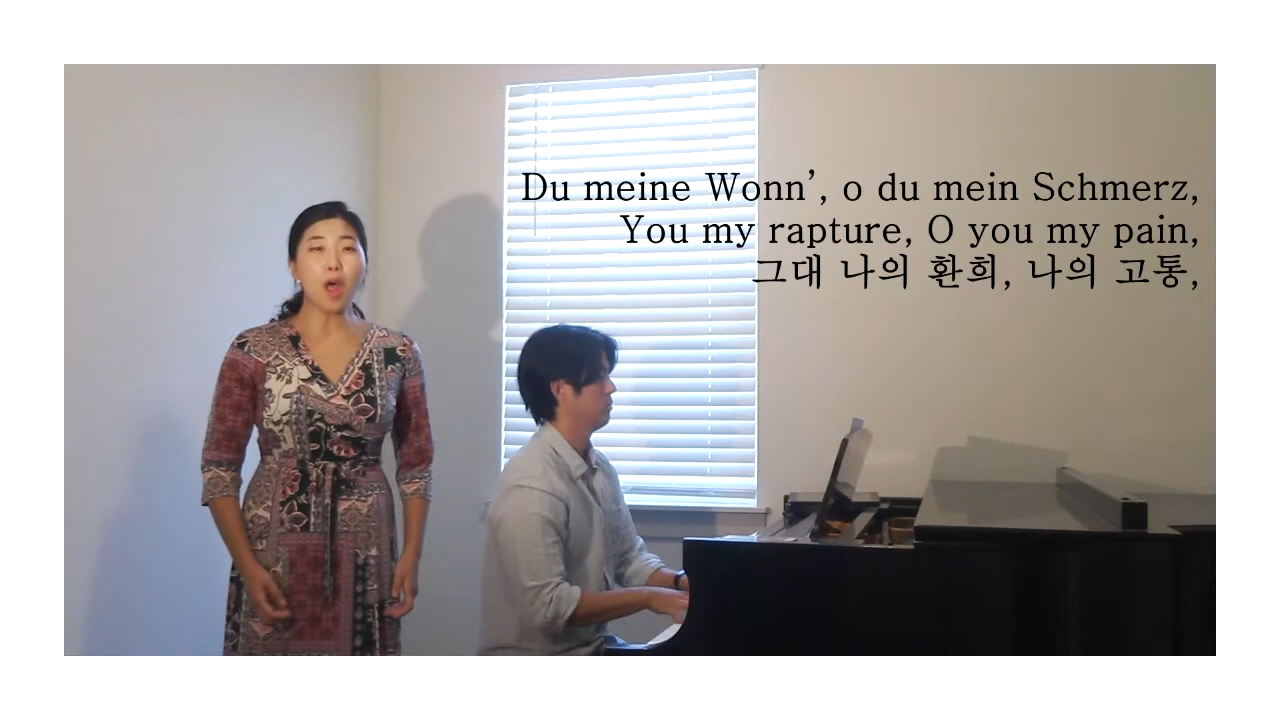 Du meine Wonn’, o du mein Schmerz,
You my rapture, O you my pain,
그대 나의 환희, 나의 고통,